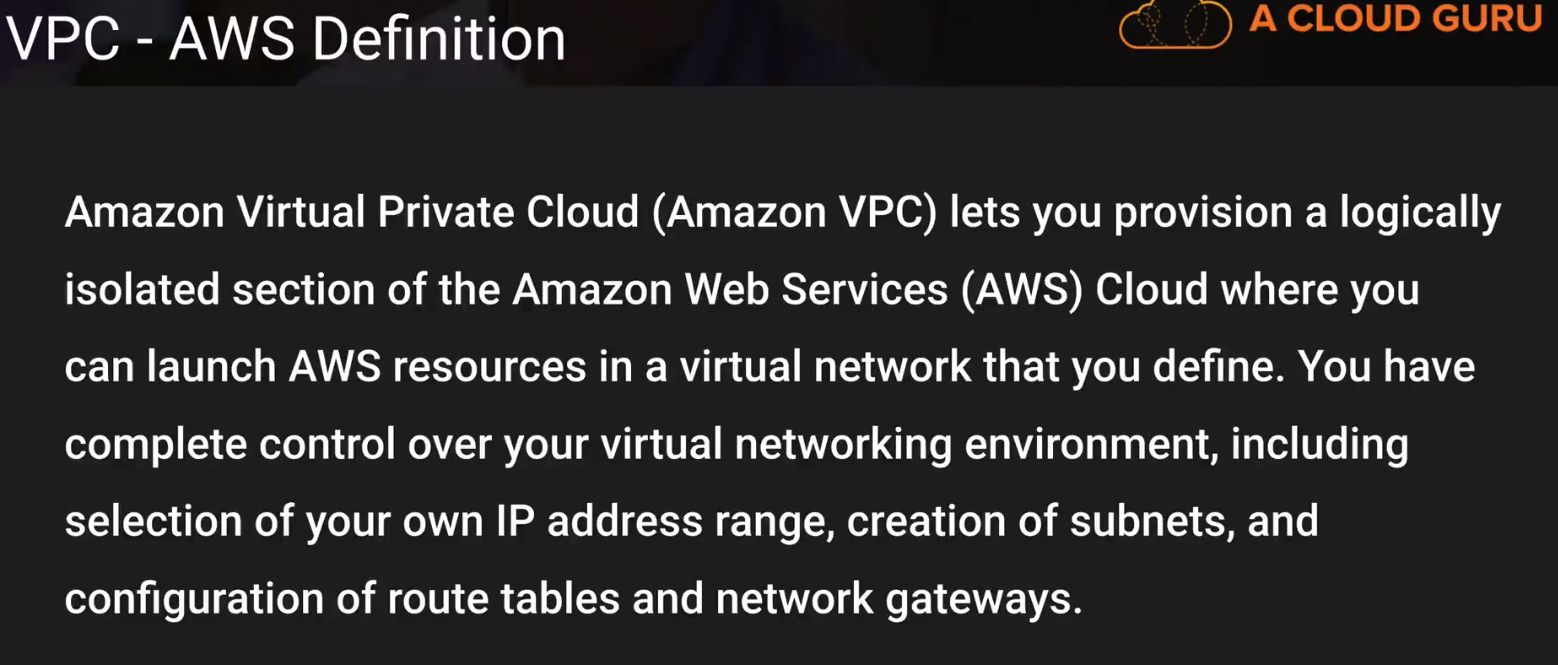 VPC - AWS Definition
A CLOUD GURU
Amazon Virtual Private Cloud (Amazon VPC) lets you provision a logically
isolated section of the Amazon Web Services (AWS) Cloud where you
can launch AWS resources in a virtual network that you define. You have
complete control over your virtual networking environment, including
selection of your own IP address range, creation of subnets, and
configuration of route tables and network gateways.